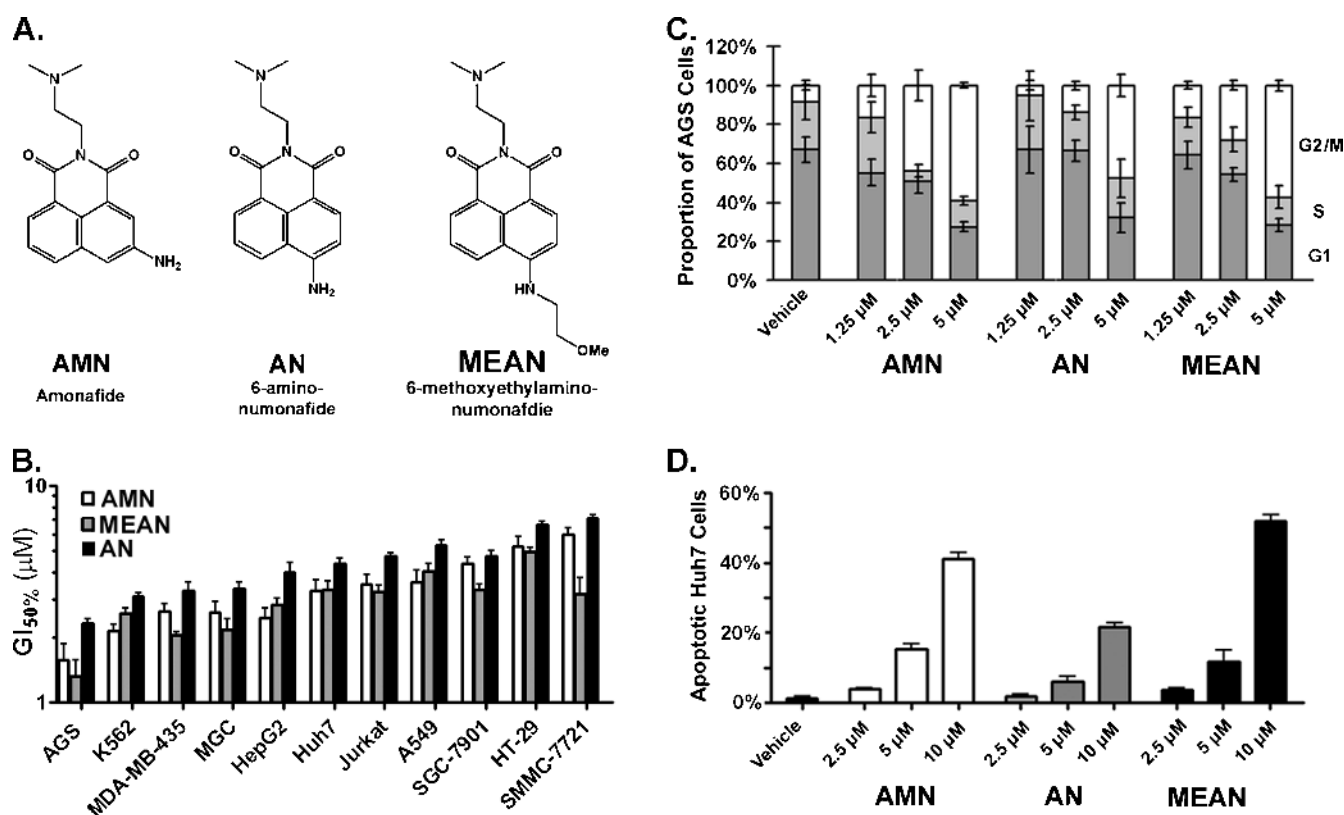 A.
N
N
O
O
NH₂
AMN
Amonafide
N
N
O
O
NH₂
AN
6-amino-
numonafide
N
N
O
O
HN
OMe
MEAN
6-methoxyethylamino-
numonafdie
B.
10
1
GI50% (µM)
AMN
MEAN
AN
AGS
K562
MDA-MB-435
MGC
HepG2
Huh7
Jurkat
A549
SGC-7901
HT-29
SMMC-7721
C.
Proportion of AGS Cells
120%
100%
80%
60%
40%
20%
0%
G2/M
S
G1
Vehicle
1.25 µM
2.5 µM
5 µM
1.25 µM
2.5 µM
5 µM
1.25 µM
2.5 µM
5 µM
AMN
AN
MEAN
D.
Apoptotic Huh7 Cells
60%
40%
20%
0%
Vehicle
2.5 µM
5 µM
10 µM
2.5 µM
5 µM
10 µM
2.5 µM
5 µM
10 µM
AMN
AN
MEAN